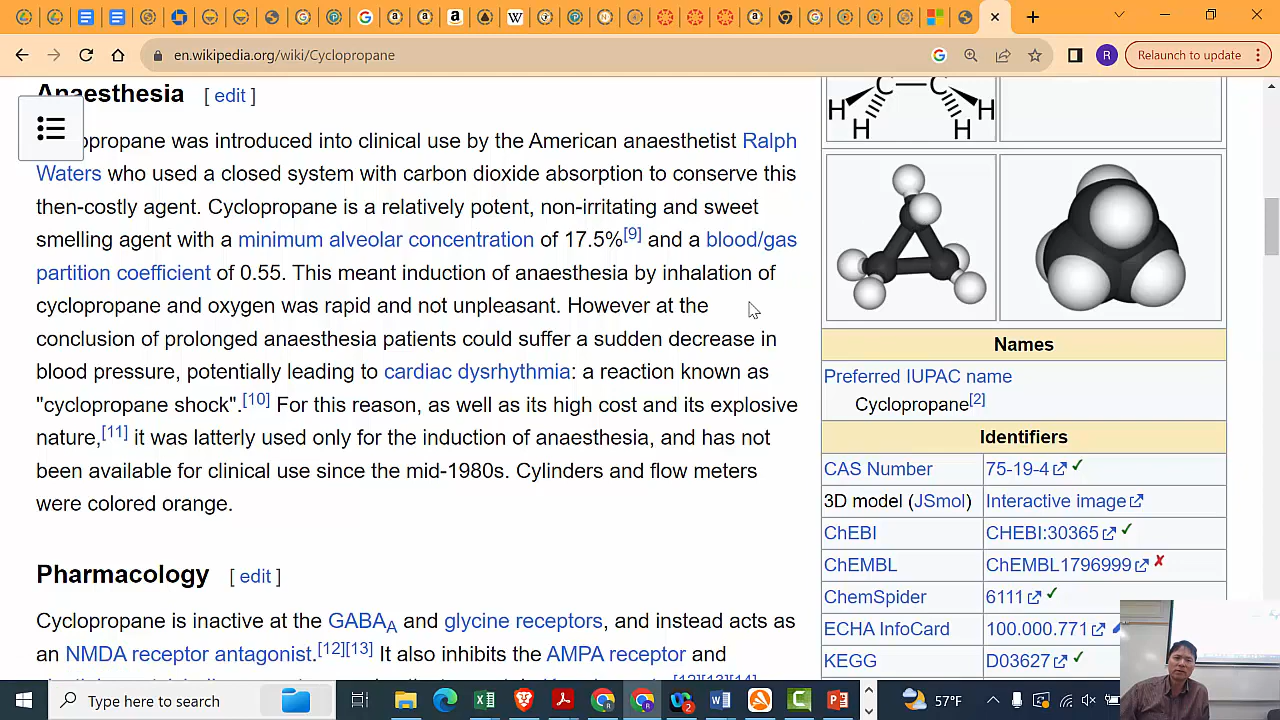 en.wikipedia.org/wiki/Cyclopropane
R
Relaunch to update
Anaesthesia [ edit ]
propane was introduced into clinical use by the American anaesthetist Ralph
Waters who used a closed system with carbon dioxide absorption to conserve this
then-costly agent. Cyclopropane is a relatively potent, non-irritating and sweet
smelling agent with a minimum alveolar concentration of 17.5%[9] and a blood/gas
partition coefficient of 0.55. This meant induction of anaesthesia by inhalation of
cyclopropane and oxygen was rapid and not unpleasant. However at the
conclusion of prolonged anaesthesia patients could suffer a sudden decrease in
blood pressure, potentially leading to cardiac dysrhythmia: a reaction known as
"cyclopropane shock".[10] For this reason, as well as its high cost and its explosive
nature,[11] it was latterly used only for the induction of anaesthesia, and has not
been available for clinical use since the mid-1980s. Cylinders and flow meters
were colored orange.
Pharmacology [ edit ]
Cyclopropane is inactive at the GABAA and glycine receptors, and instead acts as
an NMDA receptor antagonist.[12][13] It also inhibits the AMPA receptor and
H C C H
H H
Names
Preferred IUPAC name
Cyclopropane[2]
Identifiers
CAS Number 75-19-4
3D model (JSmol) Interactive image
ChEBI CHEBI:30365
ChEMBL ChEMBL1796999
ChemSpider 6111
ECHA InfoCard 100.000.771
KEGG D03627
Type here to search
57°F